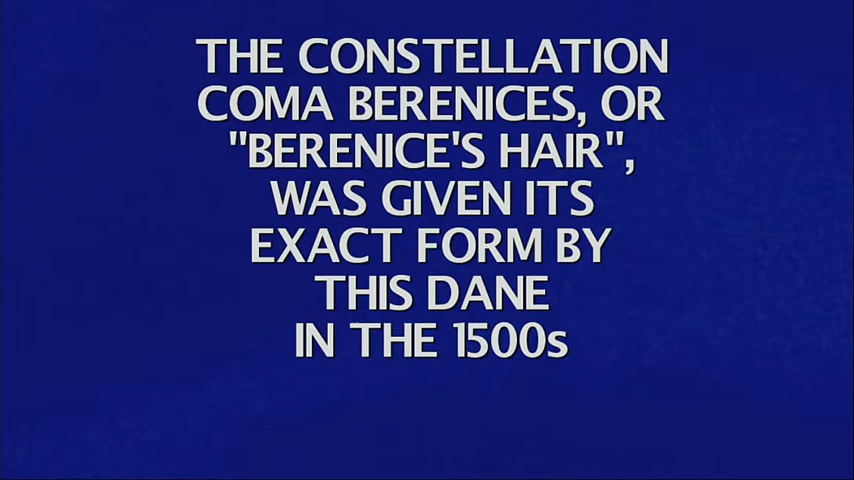 THE CONSTELLATION
COMA BERENICES, OR
"BERENICE'S HAIR",
WAS GIVEN ITS
EXACT FORM BY
THIS DANE
IN THE 1500s